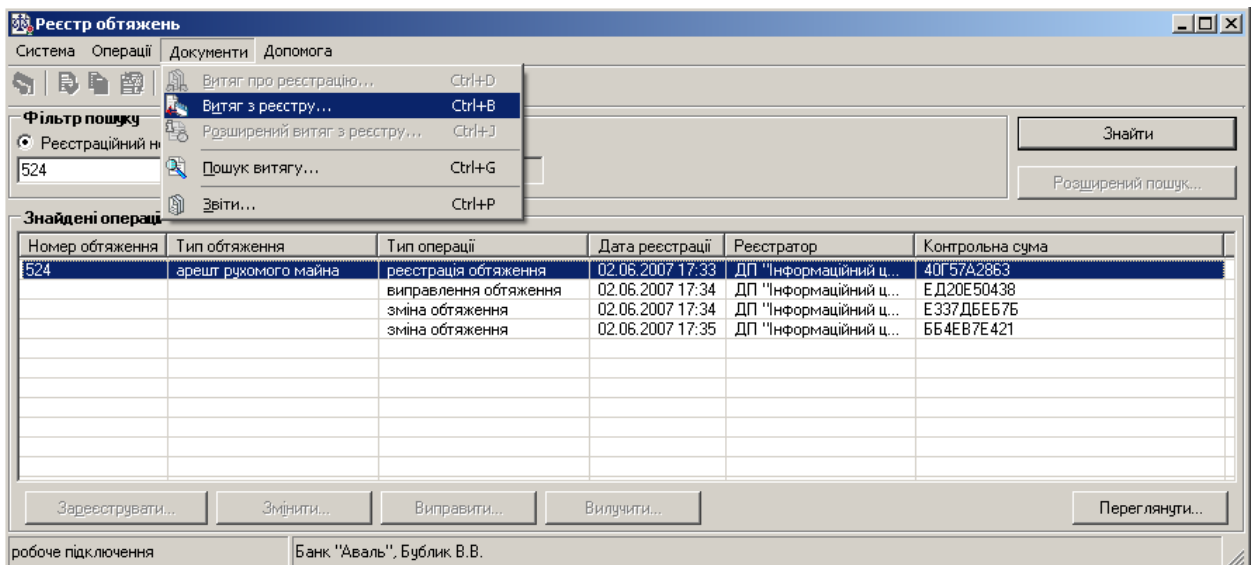 Реєстр обтяжень
Система Операції Документи Допомога
Витяг про реєстрацію... Ctrl+D
Витяг з реєстру... Ctrl+B
Розширений витяг з реєстру... Ctrl+J
Пошук витягу... Ctrl+G
Звіти... Ctrl+P
Фільтр пошуку
Реєстраційний
524
Знайти
Розширений пошук...
Знайдені операції
Номер обтяження Тип обтяження Тип операції Дата реєстрації Реєстратор Контрольна сума
524 арешт рухомого майна реєстрація обтяження 02.06.2007 17:33 ДП "Інформаційний ц... 40Г57А2863
виправлення обтяження 02.06.2007 17:34 ДП "Інформаційний ц... ЕД20Е50438
зміна обтяження 02.06.2007 17:34 ДП "Інформаційний ц... Е337ДБЕБ7Б
зміна обтяження 02.06.2007 17:35 ДП "Інформаційний ц... ББ4ЕВ7Е421
Зареєструвати... Змінити... Виправити... Вилучити... Переглянути...
робоче підключення Банк "Аваль", Бублик В.В.